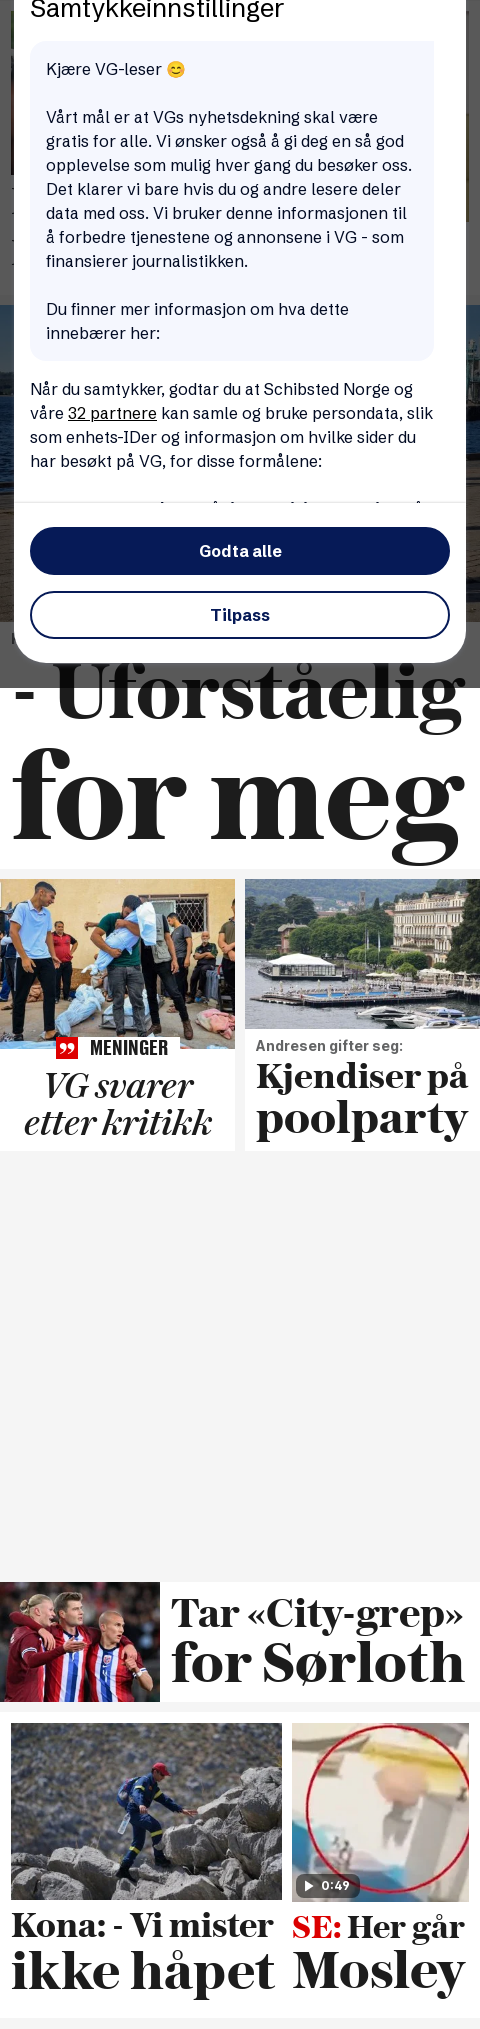 Samtykkeinnstillinger
Kjære VG-leser 😊
Vårt mål er at VGs nyhetsdekning skal være
gratis for alle. Vi ønsker også å gi deg en så god
opplevelse som mulig hver gang du besøker oss.
Det klarer vi bare hvis du og andre lesere deler
data med oss. Vi bruker denne informasjonen til
å forbedre tjenestene og annonsene i VG - som
finansierer journalistikken.
Du finner mer informasjon om hva dette
innebærer her:
Når du samtykker, godtar du at Schibsted Norge og
våre 32 partnere kan samle og bruke persondata, slik
som enhets-IDer og informasjon om hvilke sider du
har besøkt på VG, for disse formålene:
Godta alle
Tilpass
- Uforståelig
for meg
MENINGER
VG svarer
etter kritikk
Andresen gifter seg:
Kjendiser på
poolparty
Tar «City-grep»
for Sørloth
0:49
Kona: - Vi mister
ikke håpet
SE: Her går
Mosley